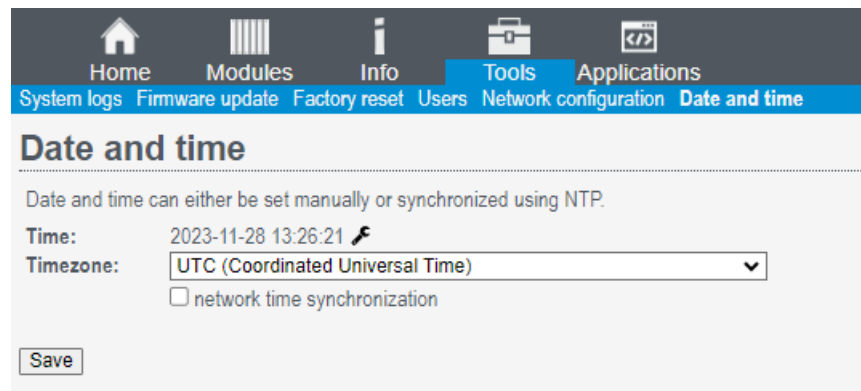 Home Modules Info Tools Applications
System logs Firmware update Factory reset Users Network configuration Date and time
Date and time
Date and time can either be set manually or synchronized using NTP.
Time: 2023-11-28 13:26:21
Timezone: UTC (Coordinated Universal Time)
network time synchronization
Save